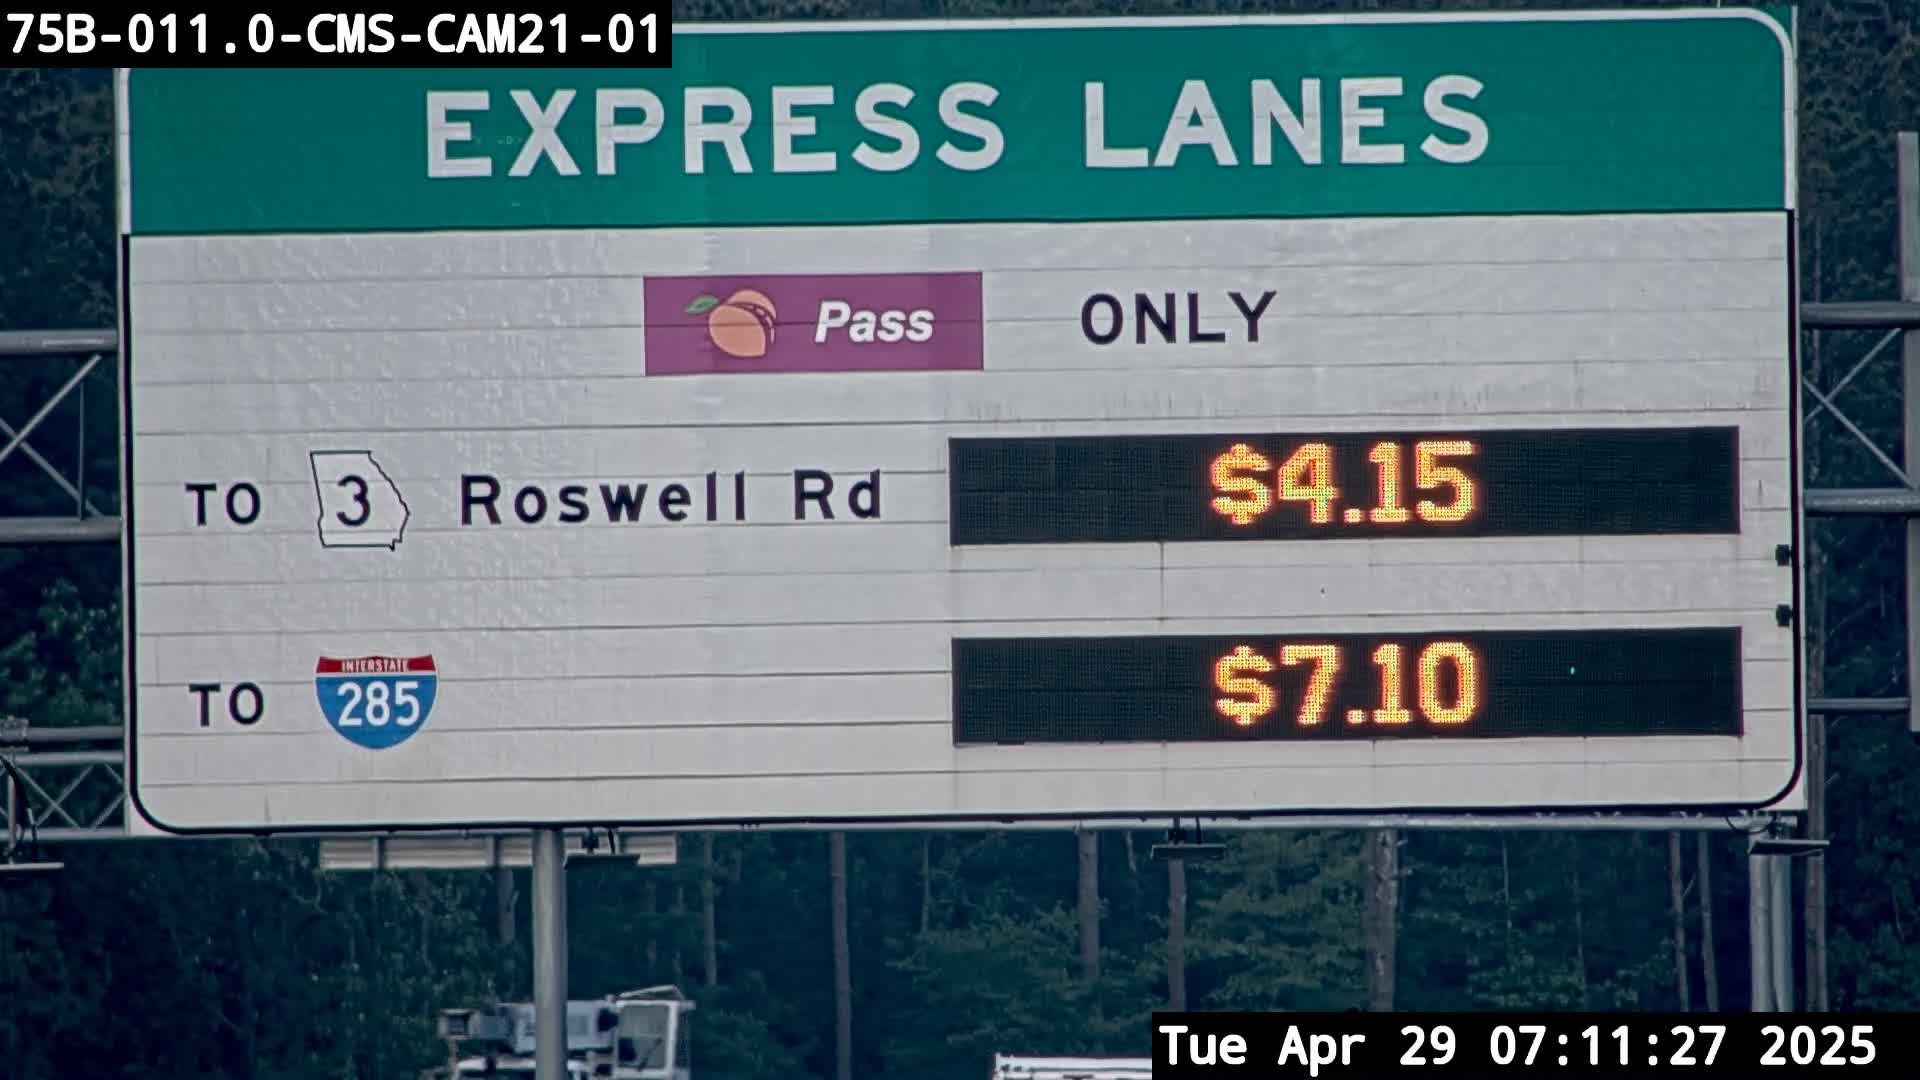 75B-011.0-CMS-CAM21-01
EXPRESS LANES
Pass ONLY
TO 3 Roswell Rd $4.15
TO INTERSTATE 285 $7.10
Tue Apr 29 07:11:27 2025